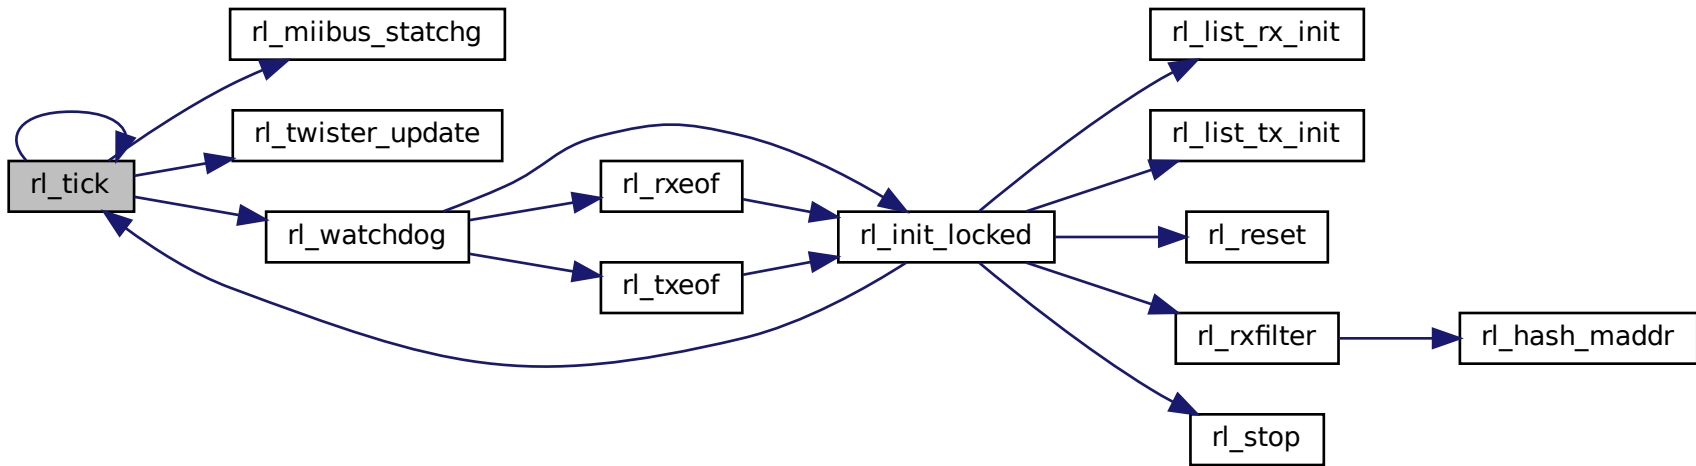 rl_tick
rl_miibus_statchg
rl_twister_update
rl_watchdog
rl_rxeof
rl_txeof
rl_init_locked
rl_list_rx_init
rl_list_tx_init
rl_reset
rl_rxfilter
rl_stop
rl_hash_maddr